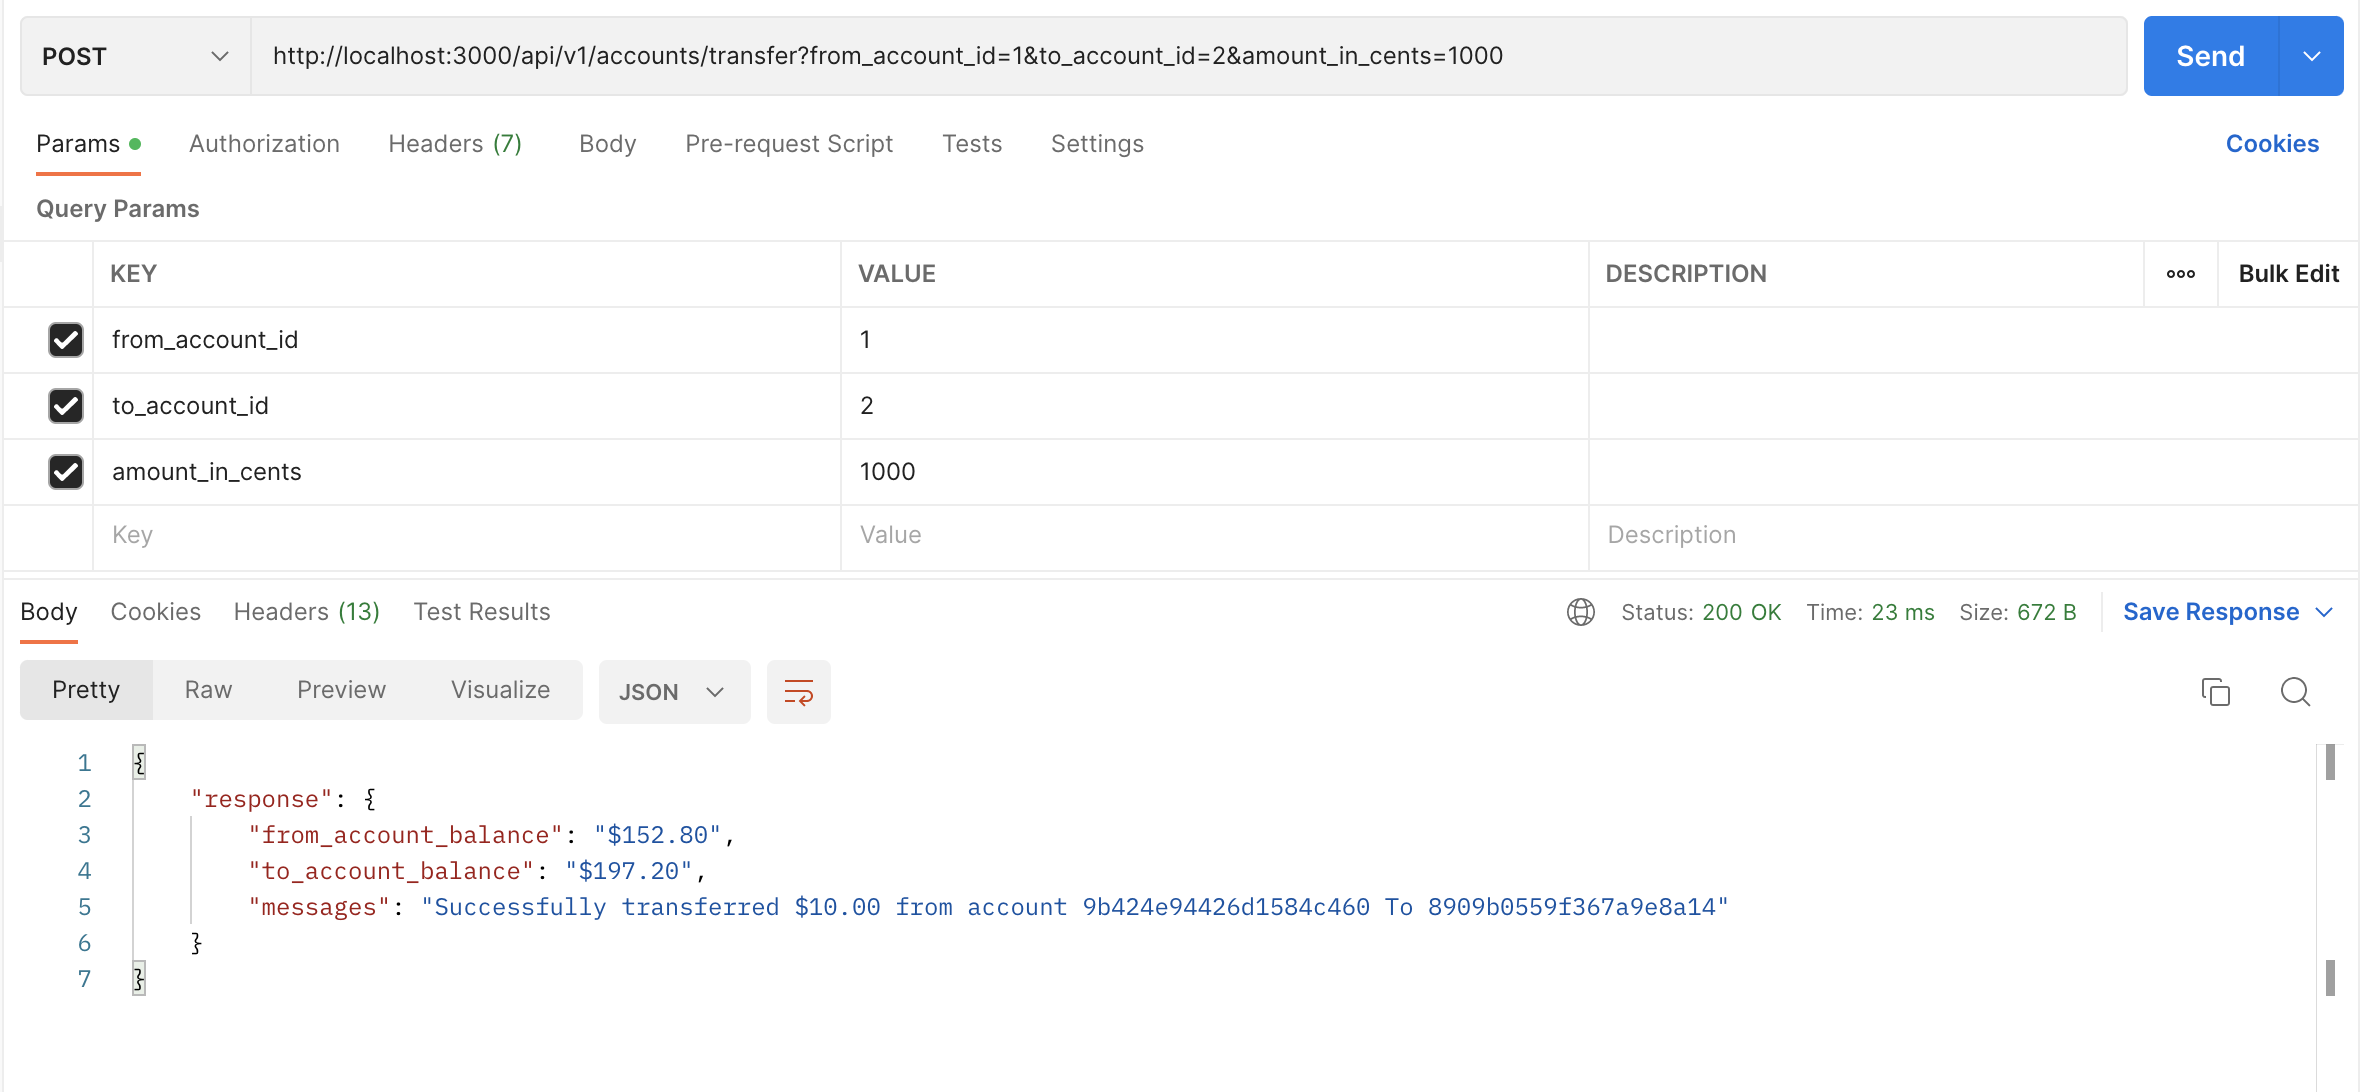 POST http://localhost:3000/api/v1/accounts/transfer?from_account_id=1&to_account_id=2&amount_in_cents=1000 Send
Params Authorization Headers (7) Body Pre-request Script Tests Settings Cookies
Query Params
KEY VALUE DESCRIPTION Bulk Edit
from_account_id 1
to_account_id 2
amount_in_cents 1000
Key Value Description
Body Cookies Headers (13) Test Results Status: 200 OK Time: 23 ms Size: 672 B Save Response
Pretty Raw Preview Visualize JSON
1 {
2 "response": {
3 "from_account_balance": "$152.80",
4 "to_account_balance": "$197.20",
5 "messages": "Successfully transferred $10.00 from account 9b424e94426d1584c460 To 8909b0559f367a9e8a14"
6 }
7 }